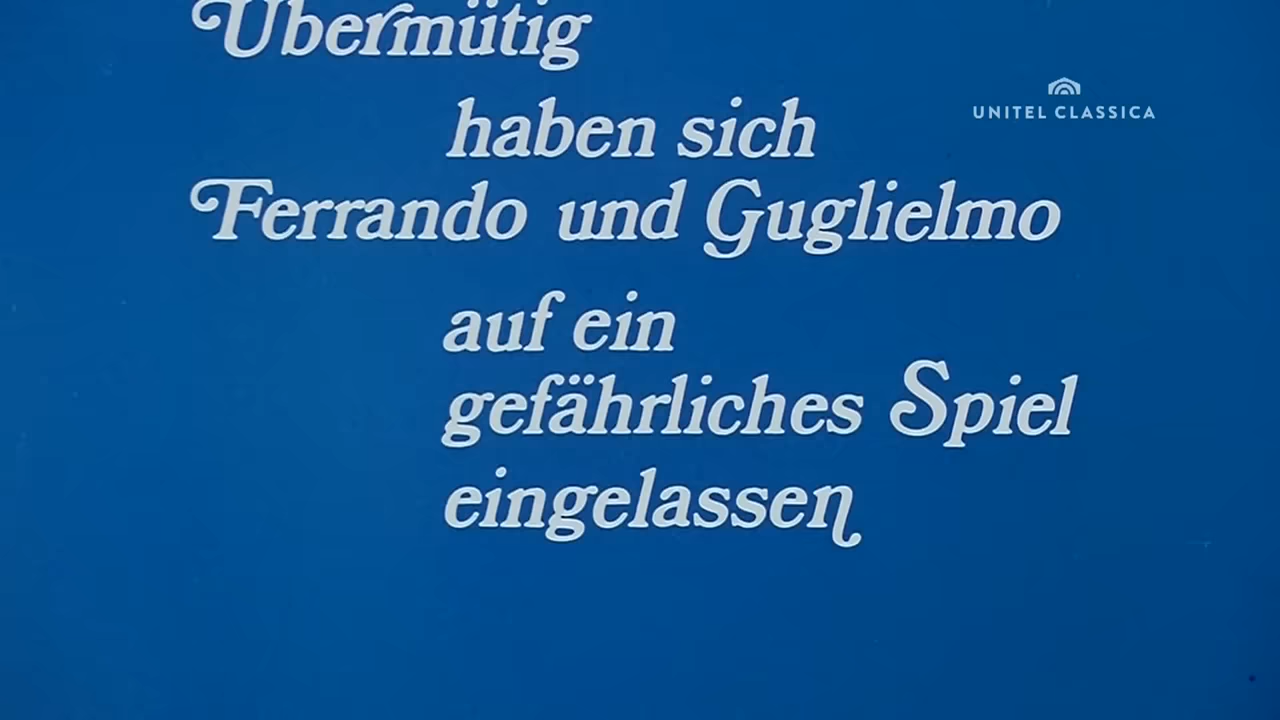 Übermütig
UNITEL CLASSICA
haben sich
Ferrando und Guglielmo
auf ein
gefährliches Spiel
eingelassen